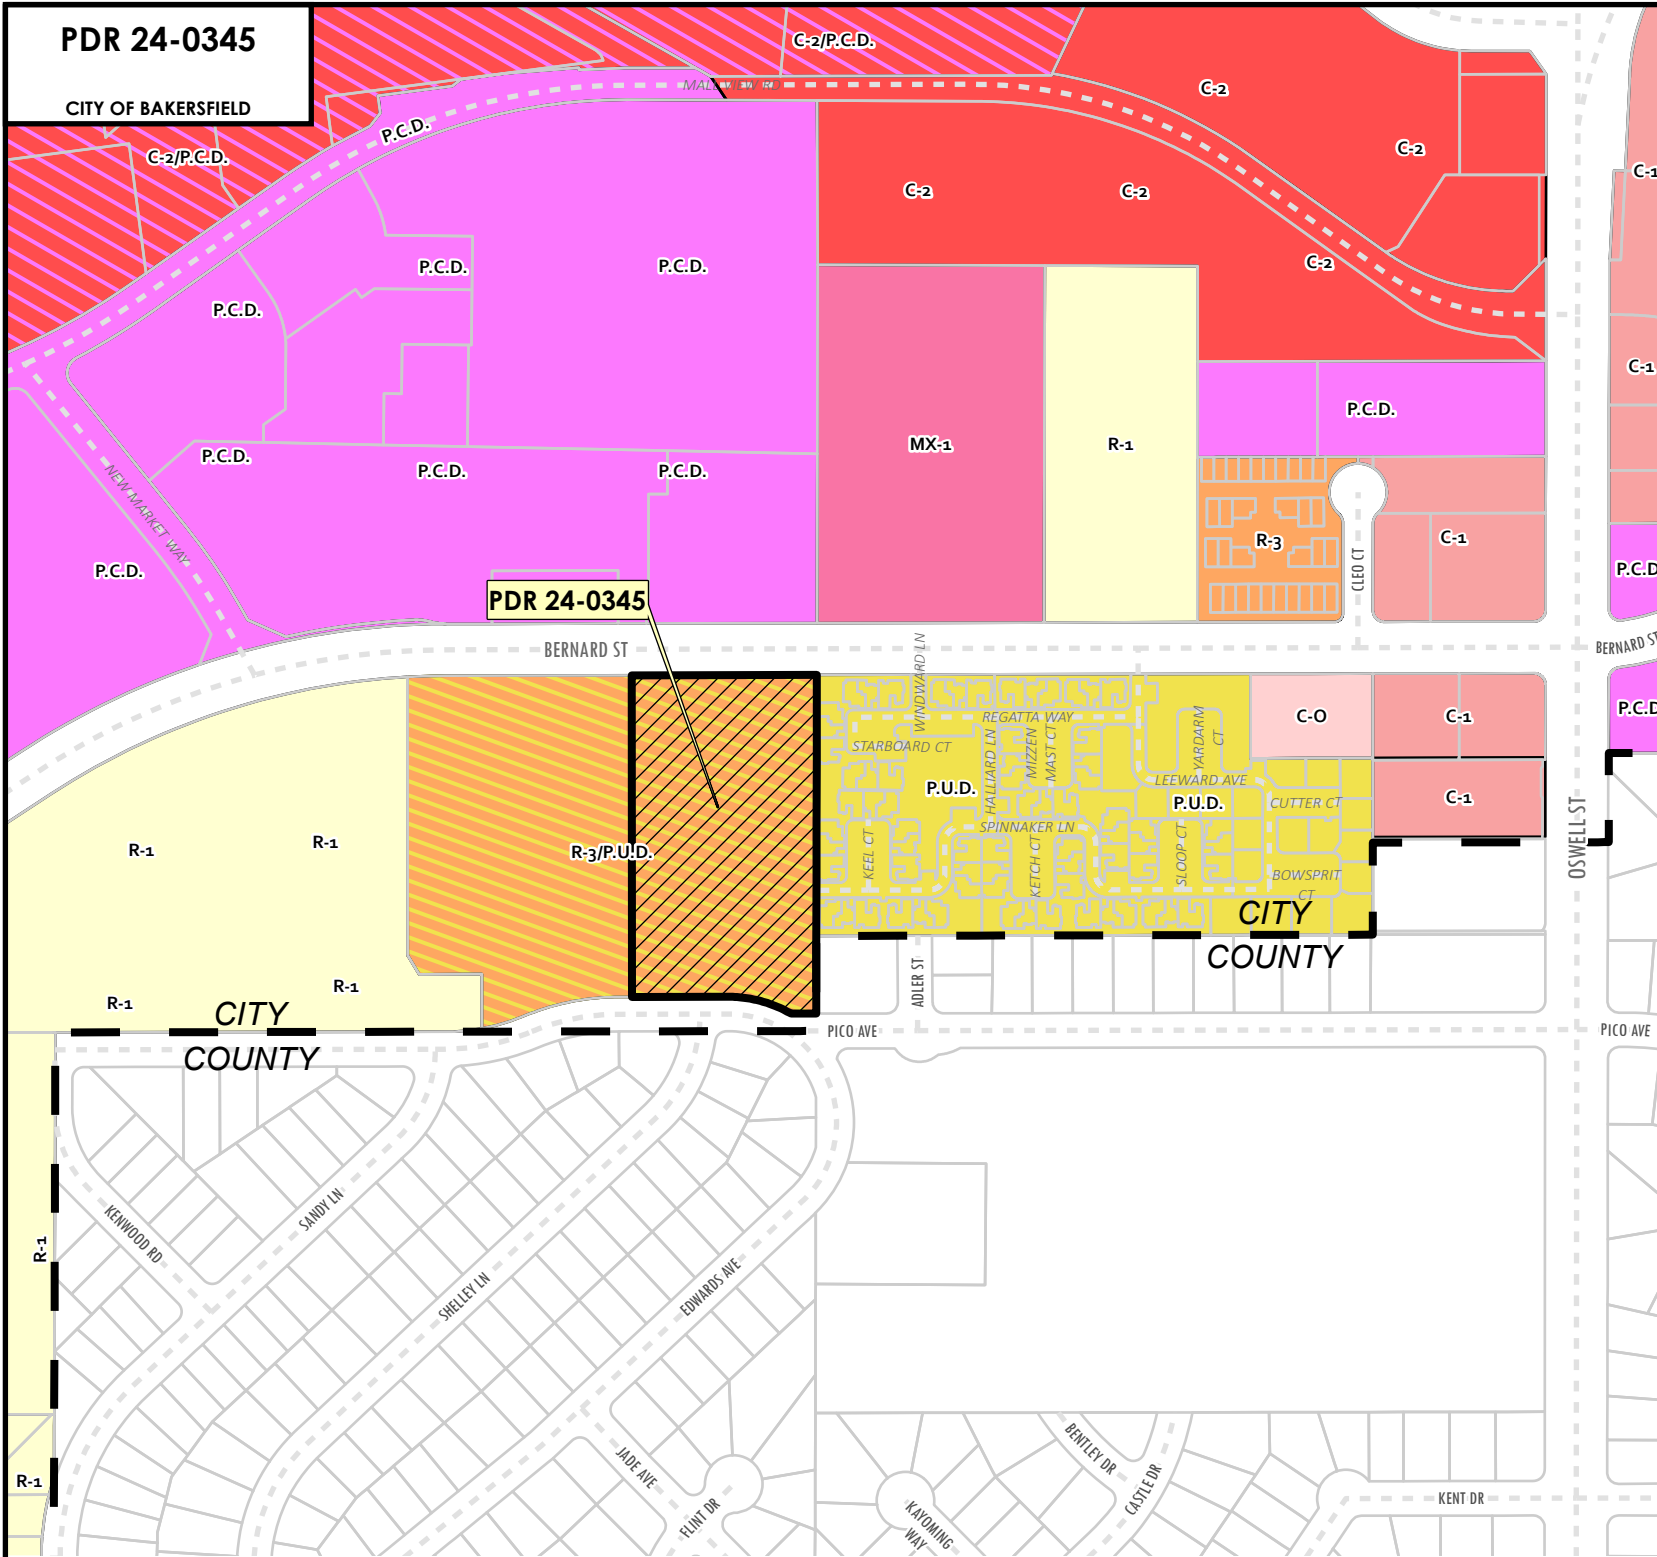 PDR 24-0345
CITY OF BAKERSFIELD
C-2/P.C.D.
MALL VIEW RD
C-2
P.C.D.
C-2/P.C.D.
C-2
C-1
C-2
C-2
P.C.D.
P.C.D.
C-2
P.C.D.
C-1
P.C.D.
MX-1
R-1
P.C.D.
P.C.D.
P.C.D.
NEW MARKET WAY
R-3
C-1
CLEO CT
P.C.D.
P.C.D
PDR 24-0345
BERNARD ST
BERNARD ST
WINDWARD LN
REGATTA WAY
C-O
C-1
P.C.D
STARBOARD CT
HALLIARD LN
MIZZEN
MAST CT
YARDARM
CT
LEEWARD AVE
P.U.D.
P.U.D.
CUTTER CT
C-1
SPINNAKER LN
OSWELL ST
R-1
R-1
R-3/P.U.D.
KEEL CT
KETCH CT
SLOOP CT
BOWSPRIT
CT
CITY
COUNTY
R-1
R-1
ADLER ST
CITY
COUNTY
PICO AVE
PICO AVE
R-1
KENWOOD RD
SANDY LN
SHELLEY LN
EDWARDS AVE
R-1
JADE AVE
FLINT DR
KAYOMING
WAY
BENTLEY DR
CASTLE DR
KENT DR